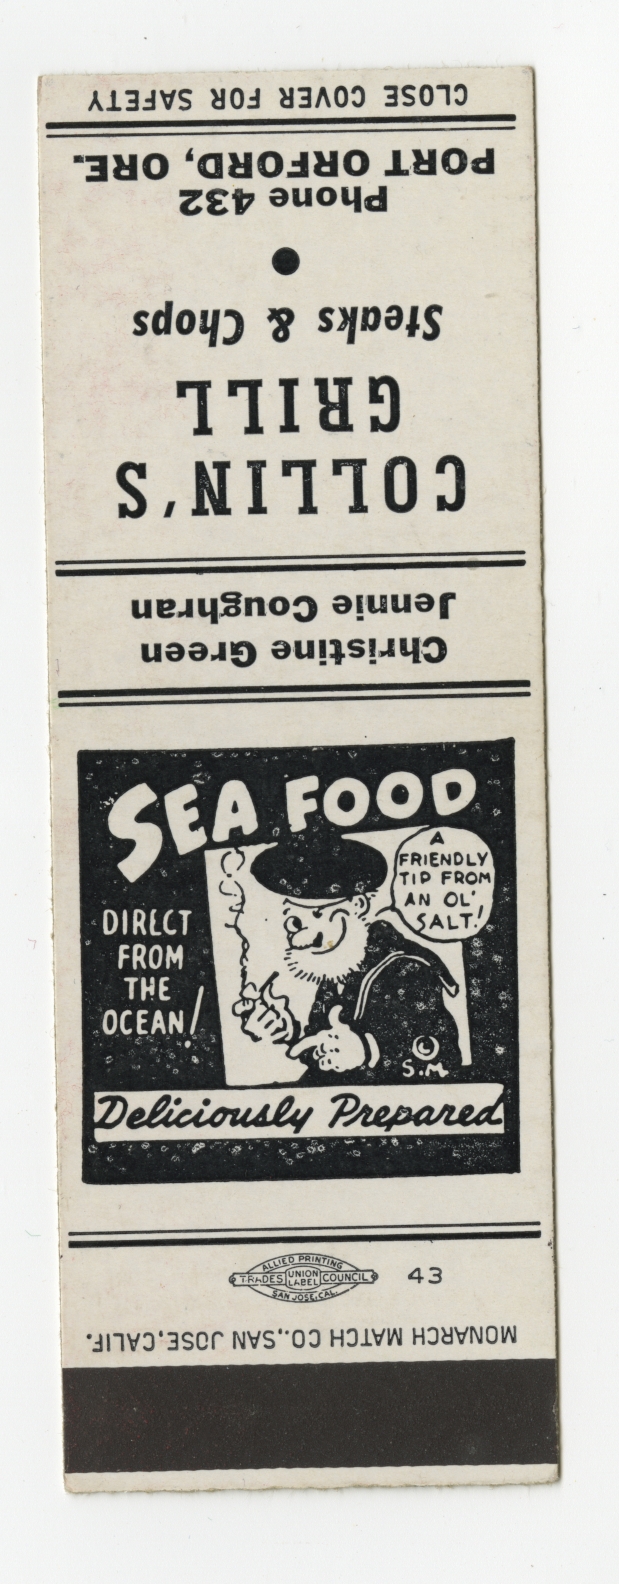 CLOSE COVER FOR SAFETY
PORT ORFORD, ORE.
Phone 432
Steaks & Chops
GRILL
COLLIN'S
Jennie Coughran
Christine Green
SEA FOOD
A
FRIENDLY
TIP FROM
AN OL'
SALT!
DIRECT
FROM
THE
OCEAN!
S.M.
Deliciously Prepared
ALLIED PRINTING
TRADES UNION LABEL COUNCIL
SAN JOSE, CAL.
43
MONARCH MATCH CO., SAN JOSE, CALIF.